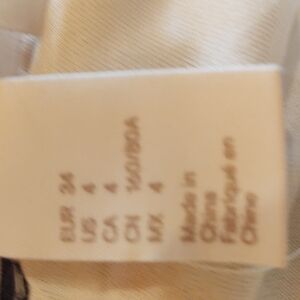 EUR 34
US 4
CA 4
CN 160/80A
MX 4
Made in
China
Fabriqué en
Chine